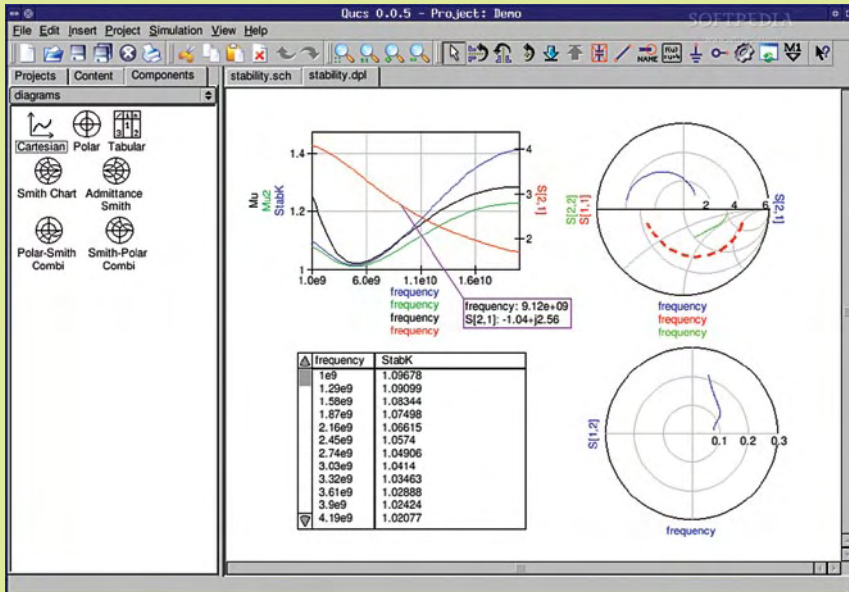 Qucs 0.0.5 - Project: Demo
SOFTPEDIA
File Edit Insert Project Simulation View Help
NAME
Projects Content Components
stability.sch stability.dpl
diagrams
Cartesian Polar Tabular
Smith Chart Admittance Smith
Polar-Smith Combi Smith-Polar Combi
Mu
Mu2
StabK
1.4
1.2
1
1.0e9 6.0e9 1.1e10 1.6e10
4
3
2
S[2,1]
frequency
frequency
frequency
frequency
frequency: 9.12e+09
S[2,1]: -1.04+j2.56
S[2,2]
S[1,1]
2 4 6
S[2,1]
frequency
frequency
frequency
frequency StabK
1e9 1.09678
1.29e9 1.09099
1.58e9 1.08344
1.87e9 1.07498
2.16e9 1.06615
2.45e9 1.0574
2.74e9 1.04906
3.03e9 1.0414
3.32e9 1.03463
3.61e9 1.02888
3.9e9 1.02424
4.19e9 1.02077
S[1,2]
0.1 0.2 0.3
frequency